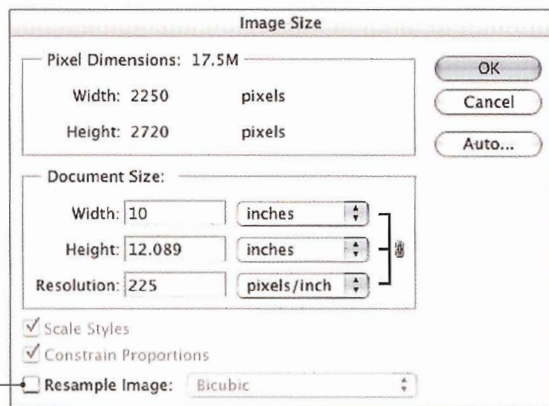 Image Size
Pixel Dimensions: 17.5M
Width: 2250 pixels
Height: 2720 pixels
OK
Cancel
Auto...
Document Size:
Width: 10 inches
Height: 12.089 inches
Resolution: 225 pixels/inch
Scale Styles
Constrain Proportions
Resample Image: Bicubic